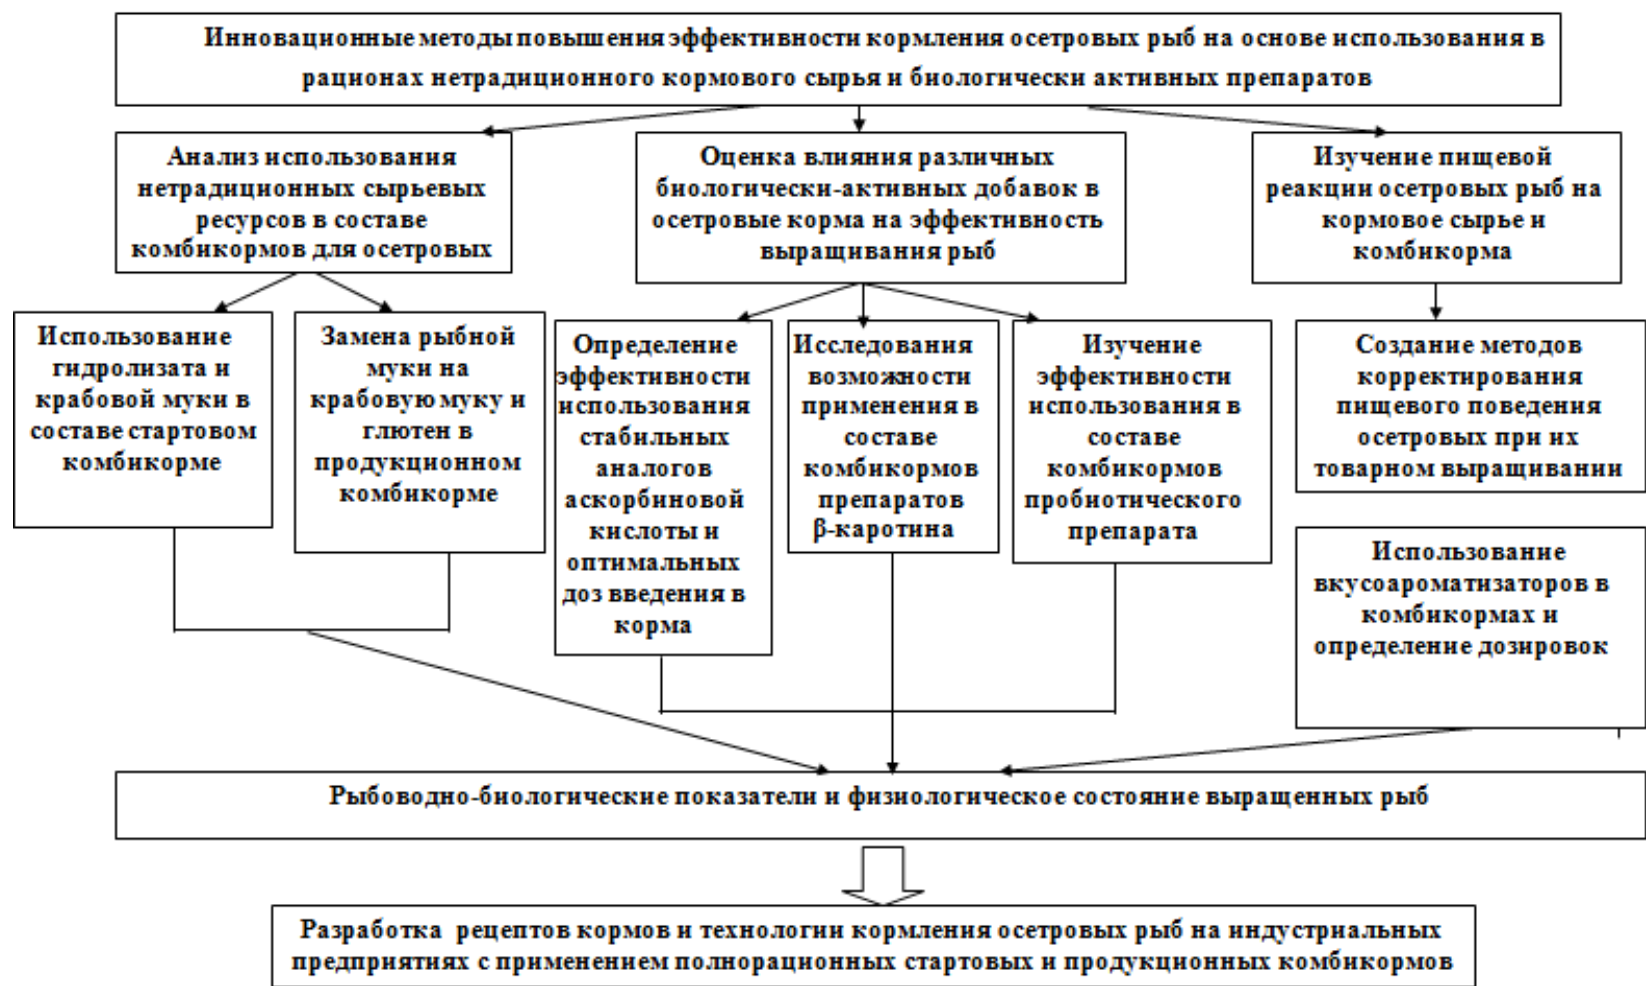 Инновационные методы повышения эффективности кормления осетровых рыб на основе использования в
рационах нетрадиционного кормового сырья и биологически активных препаратов
Анализ использования
нетрадиционных сырьевых
ресурсов в составе
комбикормов для осетровых
Оценка влияния различных
биологически-активных добавок в
осетровые корма на эффективность
выращивания рыб
Изучение пищевой
реакции осетровых рыб на
кормовое сырье и
комбикорма
Использование
гидролизата и
крабовой муки в
составе стартовом
комбикорме
Замена рыбной
муки на
крабовую муку и
глютен в
продукционном
комбикорме
Определение
эффективности
использования
стабильных
аналогов
аскорбиновой
кислоты и
оптимальных
доз введения в
корма
Исследования
возможности
применения в
составе
комбикормов
препаратов
β-каротина
Изучение
эффективности
использования в
составе
комбикормов
пробиотического
препарата
Создание методов
корректирования
пищевого поведения
осетровых при их
товарном выращивании
Использование
вкусоароматизаторов в
комбикормах и
определение дозировок
Рыбоводно-биологические показатели и физиологическое состояние выращенных рыб
Разработка рецептов кормов и технологии кормления осетровых рыб на индустриальных
предприятиях с применением полнорационных стартовых и продукционных комбикормов